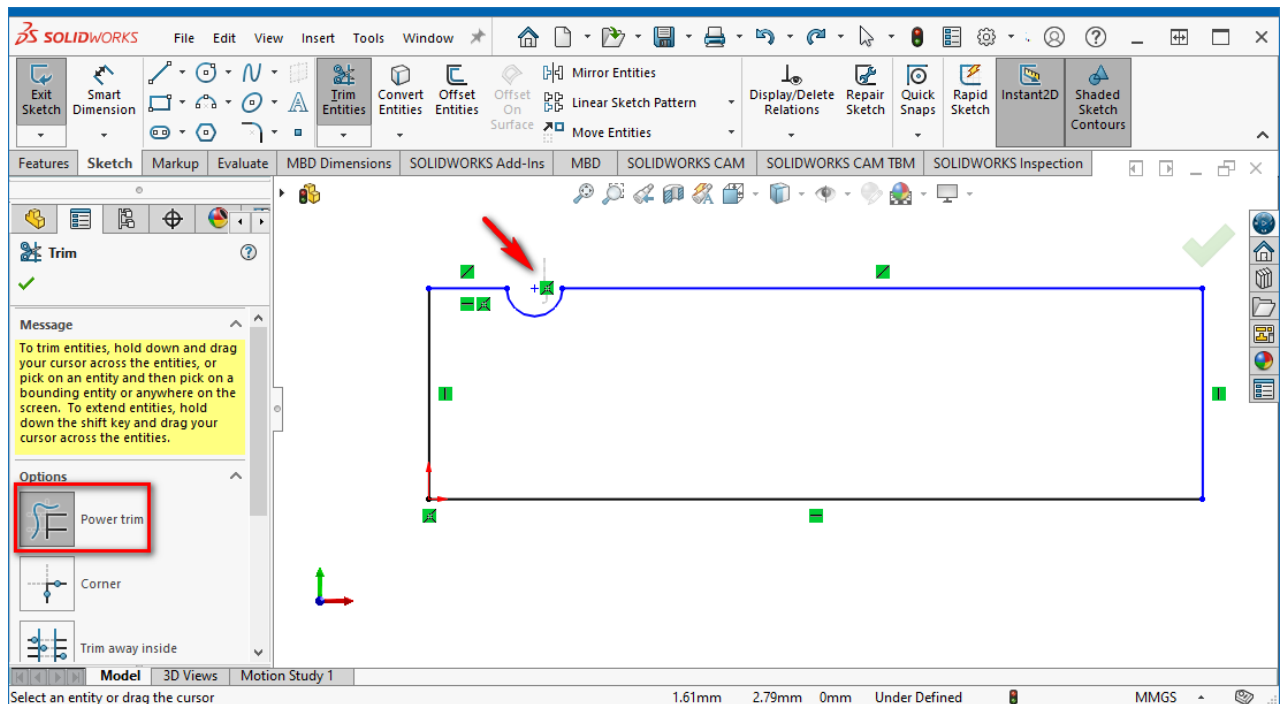 SOLIDWORKS File Edit View Insert Tools Window
Exit Sketch
Smart Dimension
Trim Entities
Convert Entities
Offset Entities
Offset On Surface
Mirror Entities
Linear Sketch Pattern
Move Entities
Display/Delete Relations
Repair Sketch
Quick Snaps
Rapid Sketch
Instant2D
Shaded Sketch Contours
Features Sketch Markup Evaluate MBD Dimensions SOLIDWORKS Add-Ins MBD SOLIDWORKS CAM SOLIDWORKS CAM TBM SOLIDWORKS Inspection
Trim
Message
To trim entities, hold down and drag
your cursor across the entities, or
pick on an entity and then pick on a
bounding entity or anywhere on the
screen. To extend entities, hold
down the shift key and drag your
cursor across the entities.
Options
Power trim
Corner
Trim away inside
Model 3D Views Motion Study 1
Select an entity or drag the cursor 1.61mm 2.79mm 0mm Under Defined MMGS